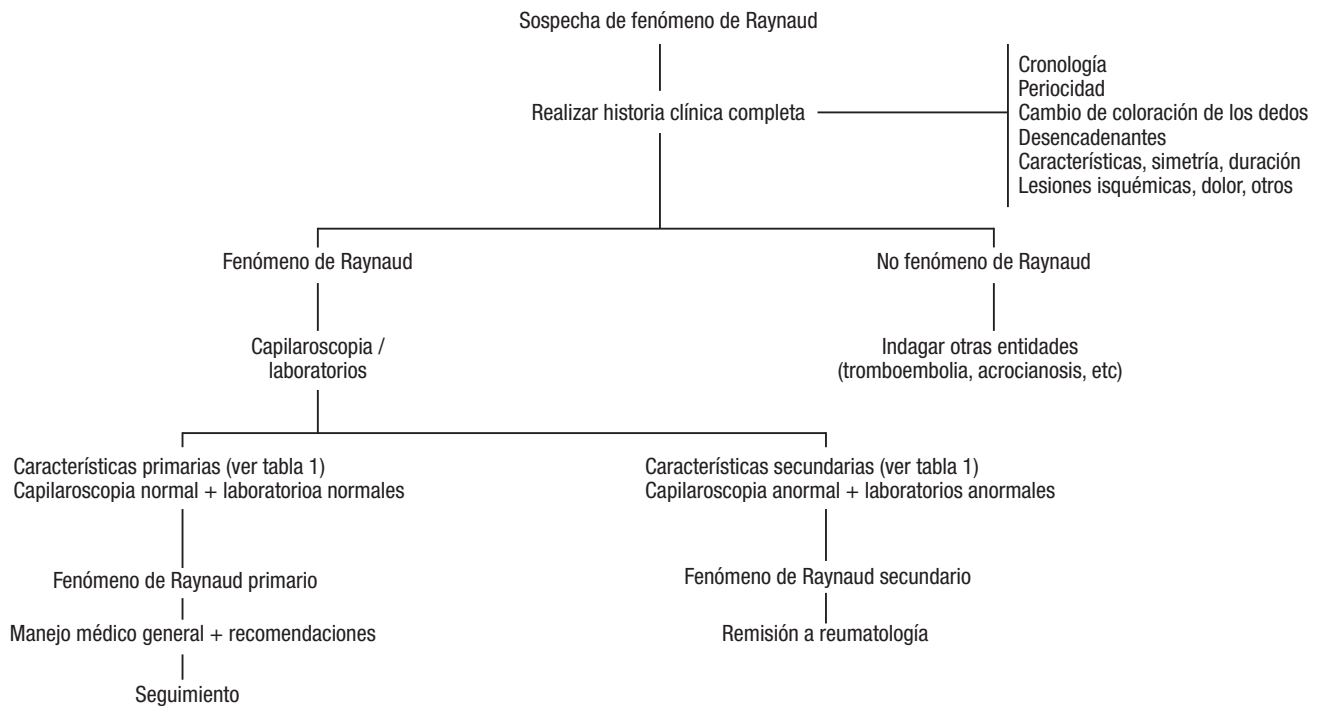 Sospecha de fenómeno de Raynaud
Realizar historia clínica completa
Cronología
Periocidad
Cambio de coloración de los dedos
Desencadenantes
Características, simetría, duración
Lesiones isquémicas, dolor, otros
Fenómeno de Raynaud
No fenómeno de Raynaud
Capilaroscopia /
laboratorios
Indagar otras entidades
(tromboembolia, acrocianosis, etc)
Características primarias (ver tabla 1)
Capilaroscopia normal + laboratorioa normales
Características secundarias (ver tabla 1)
Capilaroscopia anormal + laboratorios anormales
Fenómeno de Raynaud primario
Fenómeno de Raynaud secundario
Manejo médico general + recomendaciones
Remisión a reumatología
Seguimiento